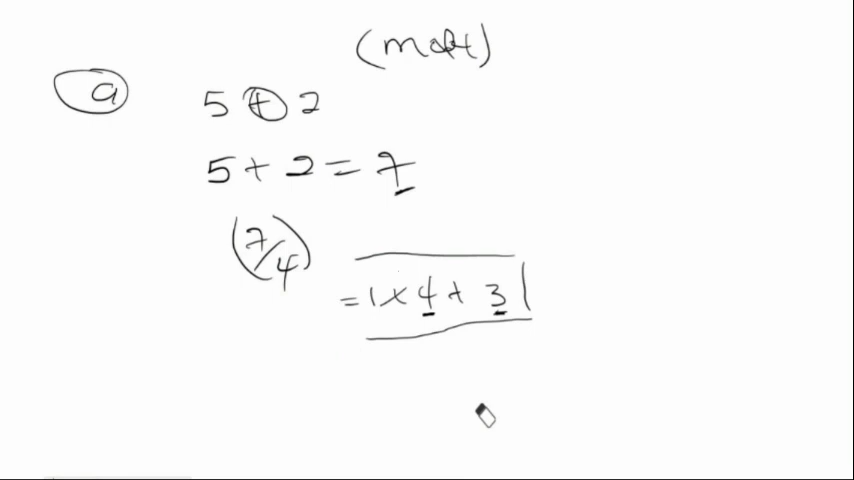 (mod4)
a
5 + 2
5 + 2 = 7
(7/4)
= 1 x 4 + 3